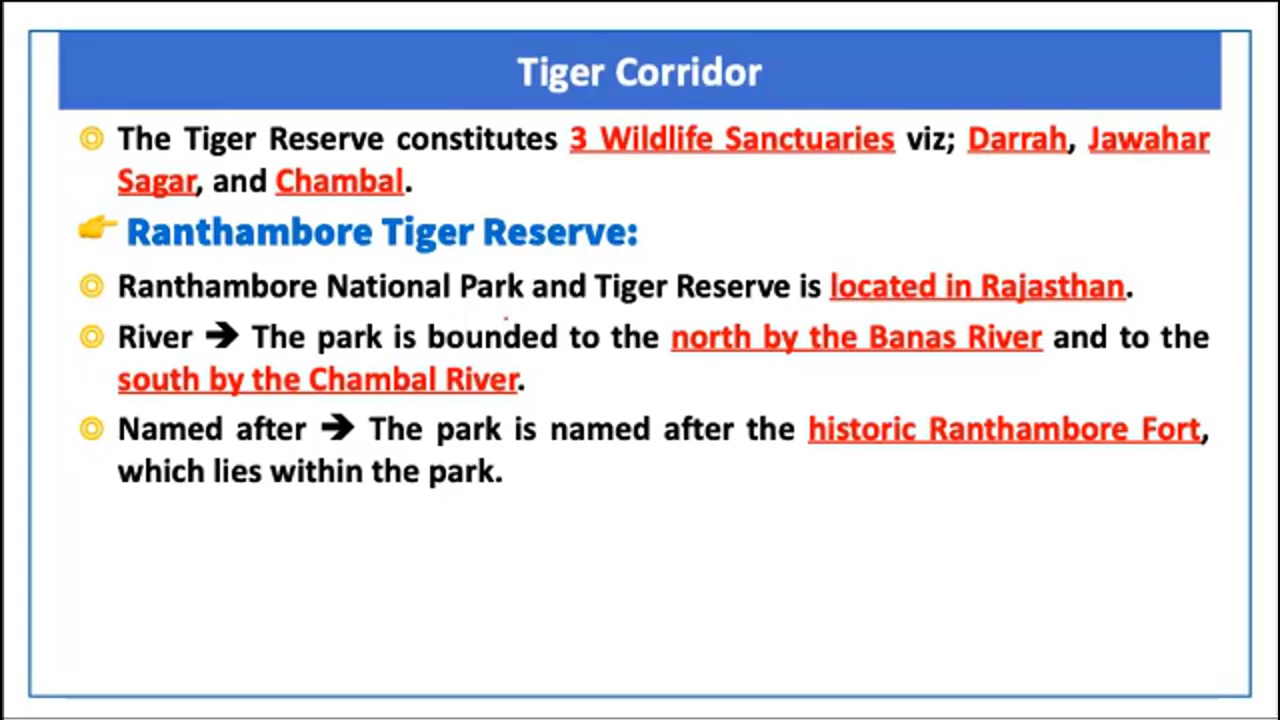 Tiger Corridor
The Tiger Reserve constitutes 3 Wildlife Sanctuaries viz; Darrah, Jawahar
Sagar, and Chambal.
Ranthambore Tiger Reserve:
Ranthambore National Park and Tiger Reserve is located in Rajasthan.
River ➔ The park is bounded to the north by the Banas River and to the
south by the Chambal River.
Named after ➔ The park is named after the historic Ranthambore Fort,
which lies within the park.